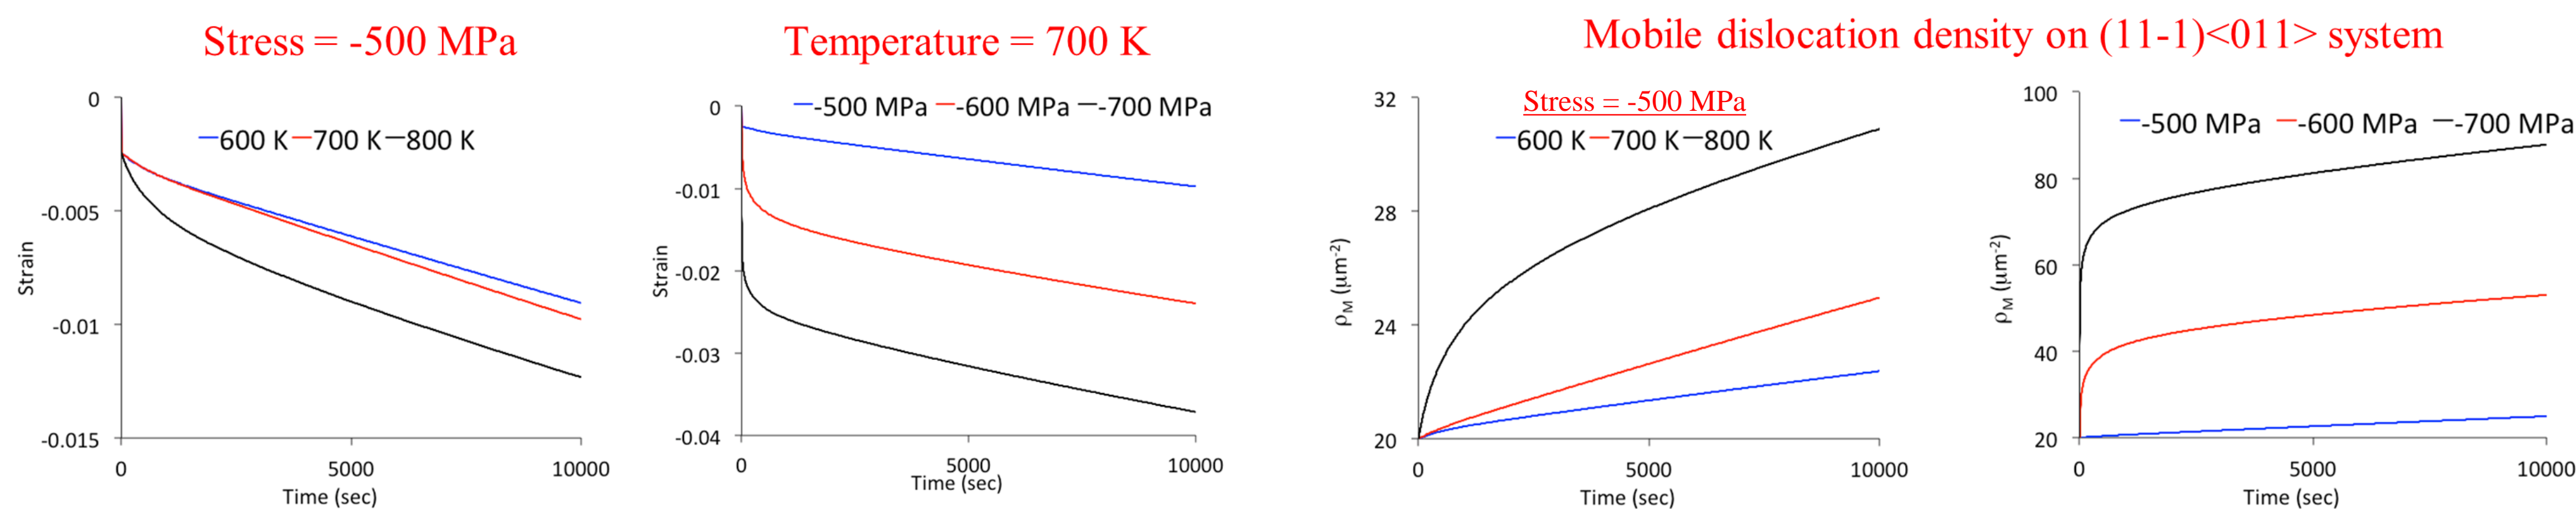 Stress = -500 MPa
0
-0.005
-0.01
-0.015
600 K 700 K 800 K
Strain
0 5000 10000
Time (sec)
Temperature = 700 K
-500 MPa -600 MPa -700 MPa
0
-0.01
-0.02
-0.03
-0.04
Strain
0 5000 10000
Time (sec)
Mobile dislocation density on (11-1)<011> system
Stress = -500 MPa
600 K 700 K 800 K
32
28
24
20
ρM (μm-2)
0 5000 10000
Time (sec)
-500 MPa -600 MPa -700 MPa
100
80
60
40
20
ρM (μm-2)
0 5000 10000
Time (sec)